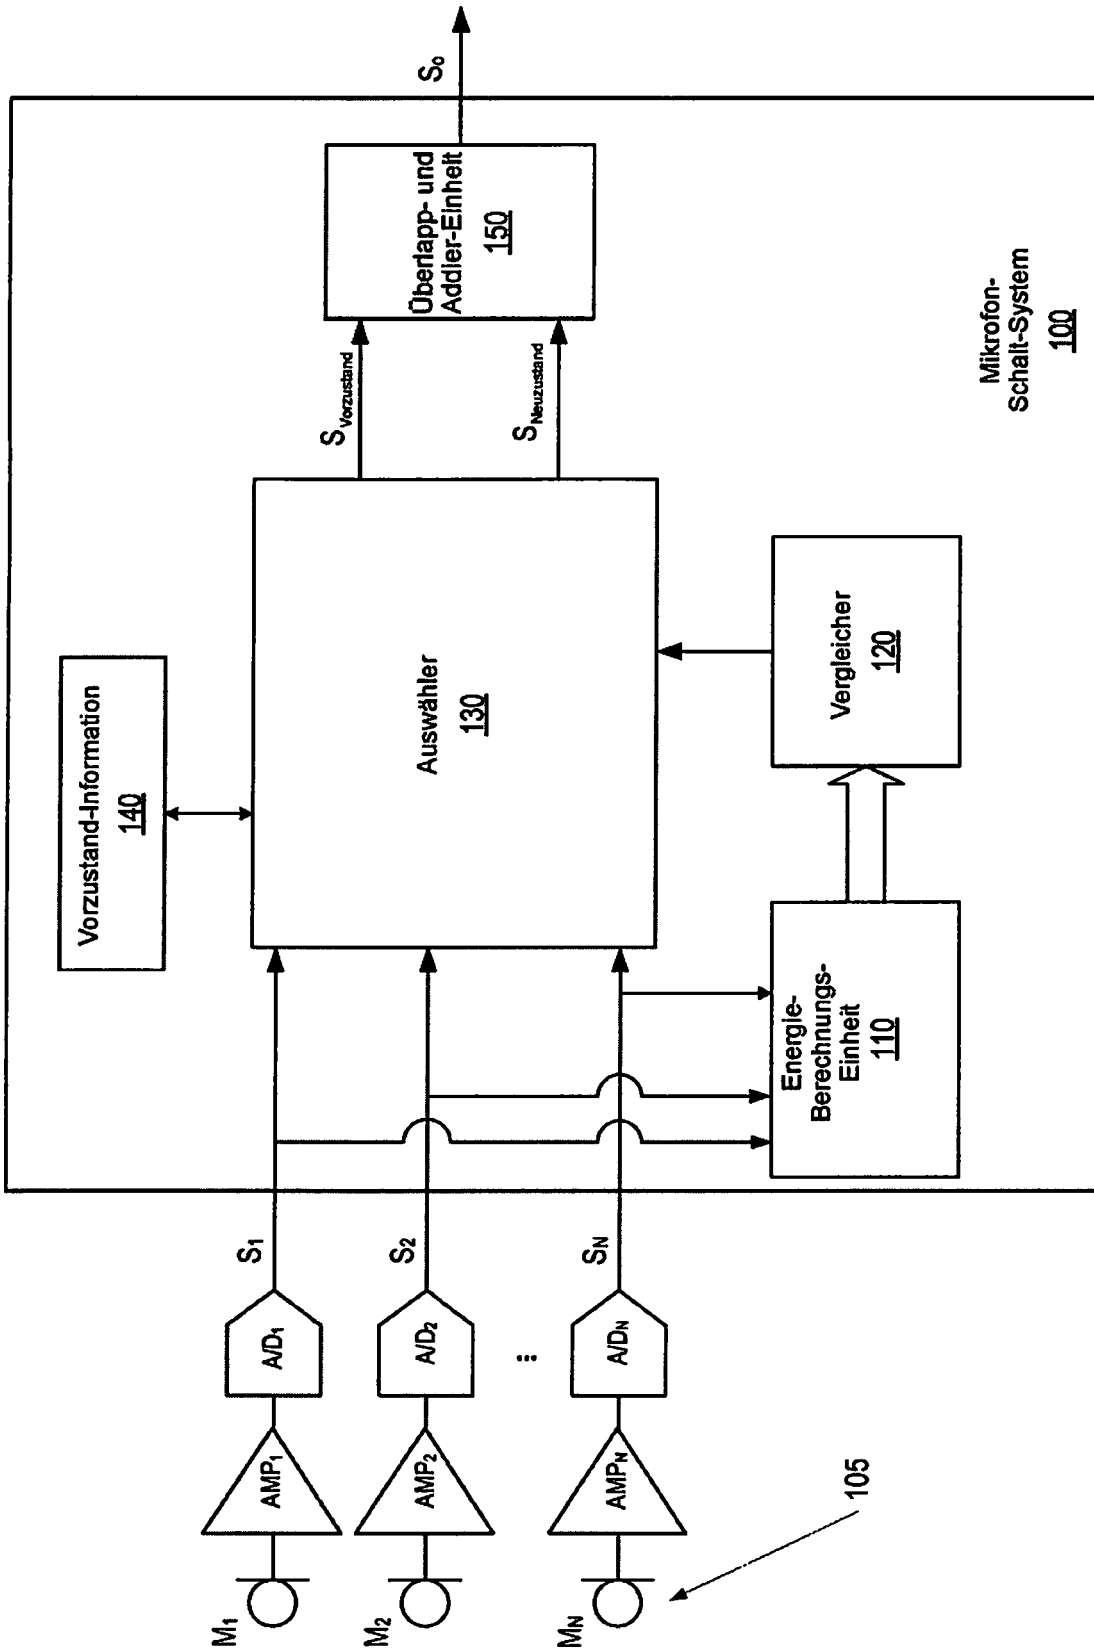 M1
AMP1
A/D1
S1
M2
AMP2
A/D2
S2
...
MN
AMPN
A/DN
SN
105
Vorzustand-Information
140
Auswähler
130
Energie-
Berechnungs-
Einheit
110
Vergleicher
120
SVorzustand
SNeuzustand
Überlapp- und
Addier-Einheit
150
So
Mikrofon-
Schalt-System
100